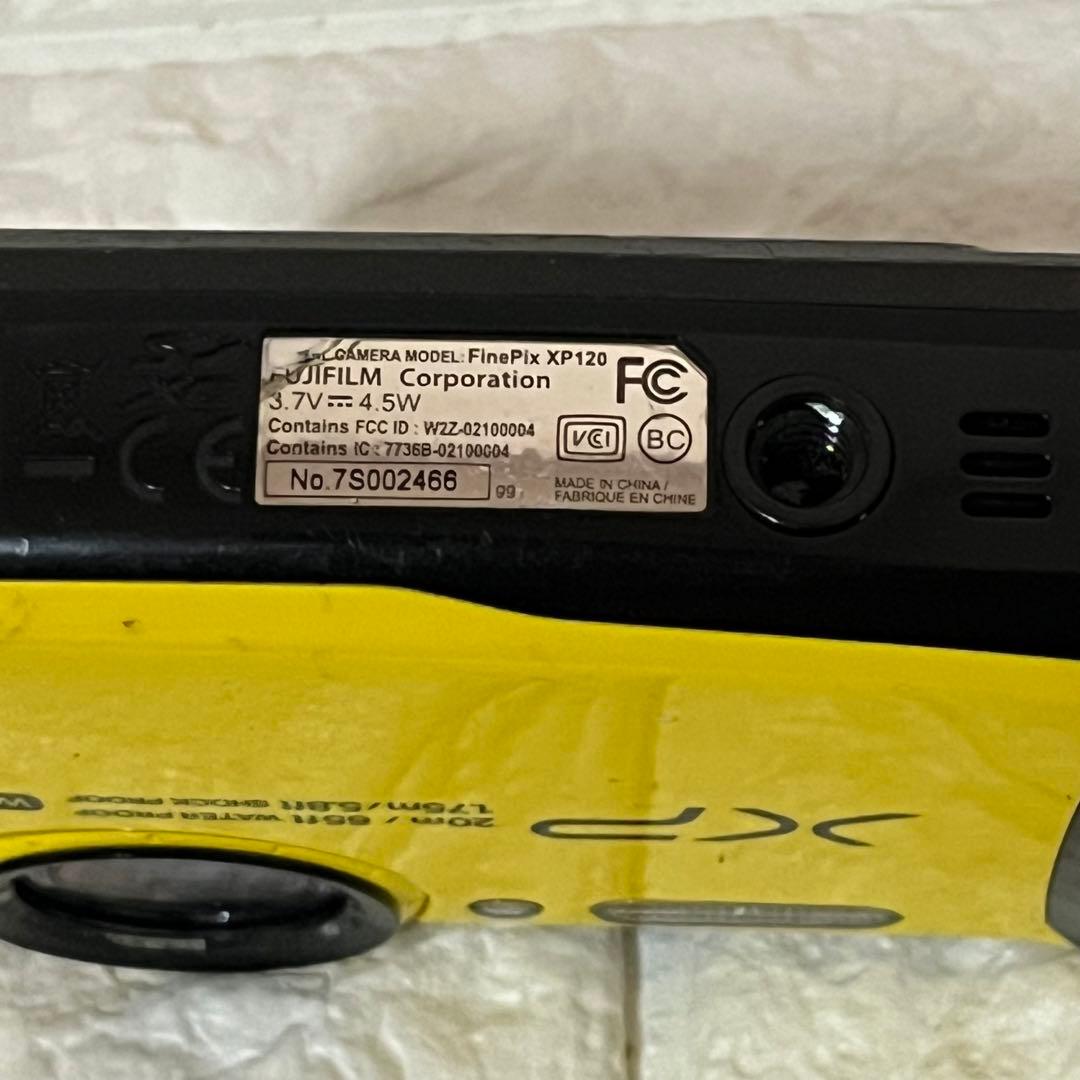 CAMERA MODEL: FinePix XP120
FUJIFILM Corporation
3.7V⎓4.5W
Contains FCC ID : W2Z-02100004
Contains IC : 7736B-02100004
No.7S002466
gg
FC
VCI
BC
MADE IN CHINA /
FABRIQUE EN CHINE
CE
XP
20m / 65ft WATER PROOF
1.75m / 5.8ft SHOCK PROOF
W